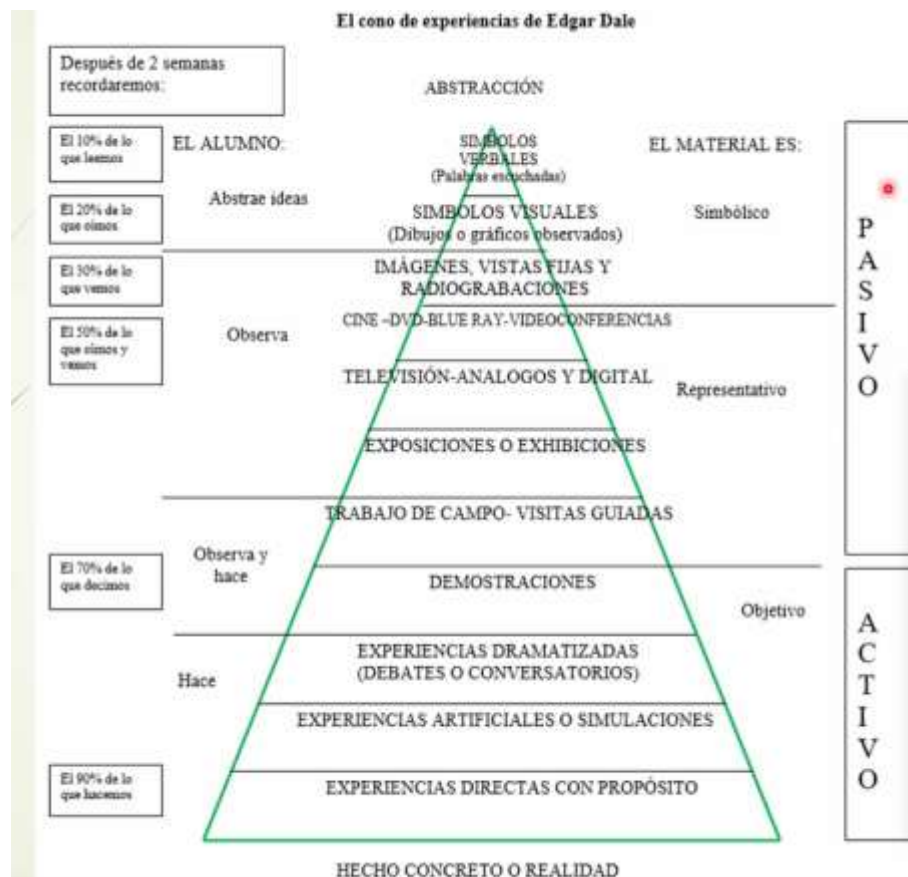 El cono de experiencias de Edgar Dale
Después de 2 semanas
recordaremos:
ABSTRACCIÓN
El 10% de lo
que leemos
EL ALUMNO:
SIMBOLOS
VERBALES
(Palabras escuchadas)
EL MATERIAL ES:
Abstrae ideas
El 20% de lo
que oímos
SIMBOLOS VISUALES
(Dibujos o gráficos observados)
Simbólico
El 30% de lo
que vemos
IMÁGENES, VISTAS FIJAS Y
RADIOGRABACIONES
El 50% de lo
que oímos y
vemos
Observa
CINE –DVD-BLUE RAY-VIDEOCONFERENCIAS
TELEVISIÓN-ANALOGOS Y DIGITAL
Representativo
EXPOSICIONES O EXHIBICIONES
PASIVO
TRABAJO DE CAMPO- VISITAS GUIADAS
Observa y
hace
El 70% de lo
que decimos
DEMOSTRACIONES
Objetivo
EXPERIENCIAS DRAMATIZADAS
(DEBATES O CONVERSATORIOS)
Hace
EXPERIENCIAS ARTIFICIALES O SIMULACIONES
ACTIVO
El 90% de lo
que hacemos
EXPERIENCIAS DIRECTAS CON PROPÓSITO
HECHO CONCRETO O REALIDAD